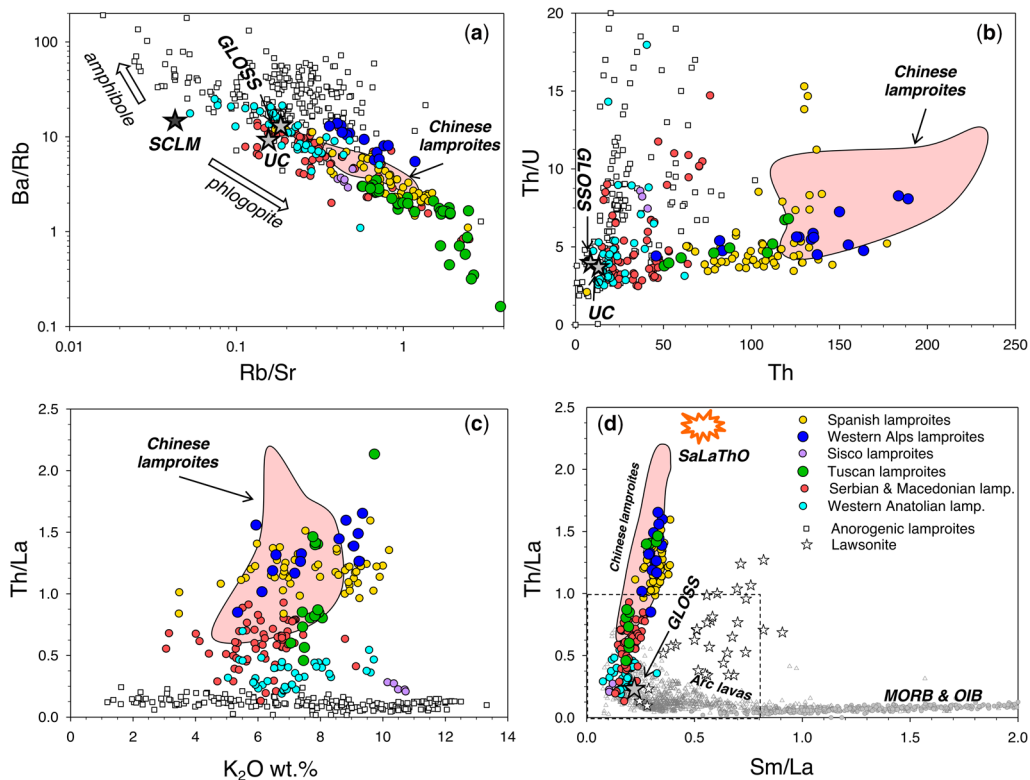 (a)
100
10
1
0.1
Ba/Rb
0.01
0.1
1
Rb/Sr
amphibole
GLOSS
SCLM
UC
phlogopite
Chinese
lamproites
(b)
20
15
10
5
0
Th/U
0
50
100
150
200
250
Th
GLOSS
UC
Chinese
lamproites
(c)
2.5
2.0
1.5
1.0
0.5
0.0
Th/La
0
2
4
6
8
10
12
14
K₂O wt.%
Chinese
lamproites
(d)
2.5
2.0
1.5
1.0
0.5
0.0
Th/La
0.0
0.5
1.0
1.5
2.0
Sm/La
SaLaThO
Chinese lamproites
GLOSS
Arc lavas
MORB & OIB
Spanish lamproites
Western Alps lamproites
Sisco lamproites
Tuscan lamproites
Serbian & Macedonian lamp.
Western Anatolian lamp.
Anorogenic lamproites
Lawsonite